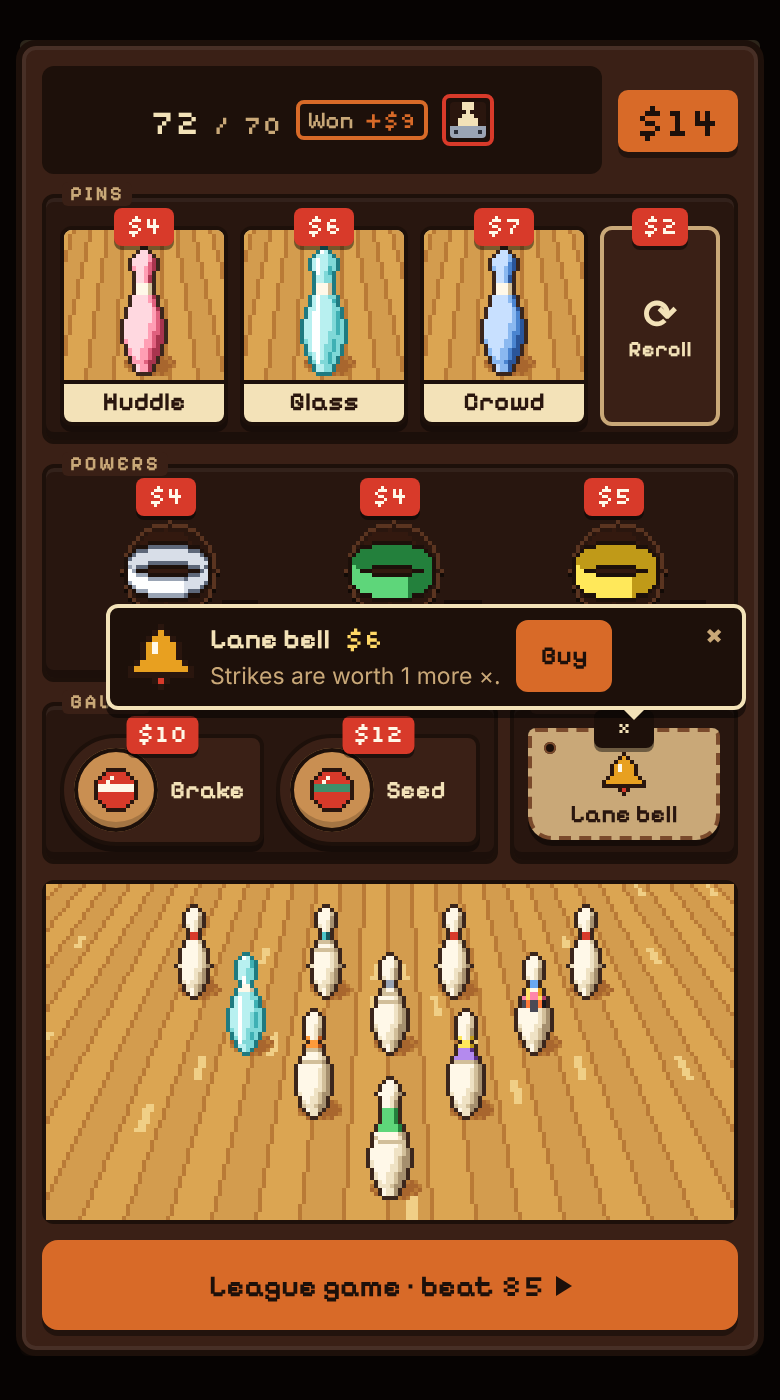 72 / 70 Won +$9 $14
PINS
$4 $6 $7 $2
Reroll
Huddle Glass Crowd
POWERS
$4 $4 $5
Lane bell $6
Strikes are worth 1 more ×.
Buy ×
$10 $12 ×
Brake Seed Lane bell
League game · beat 85 ▶